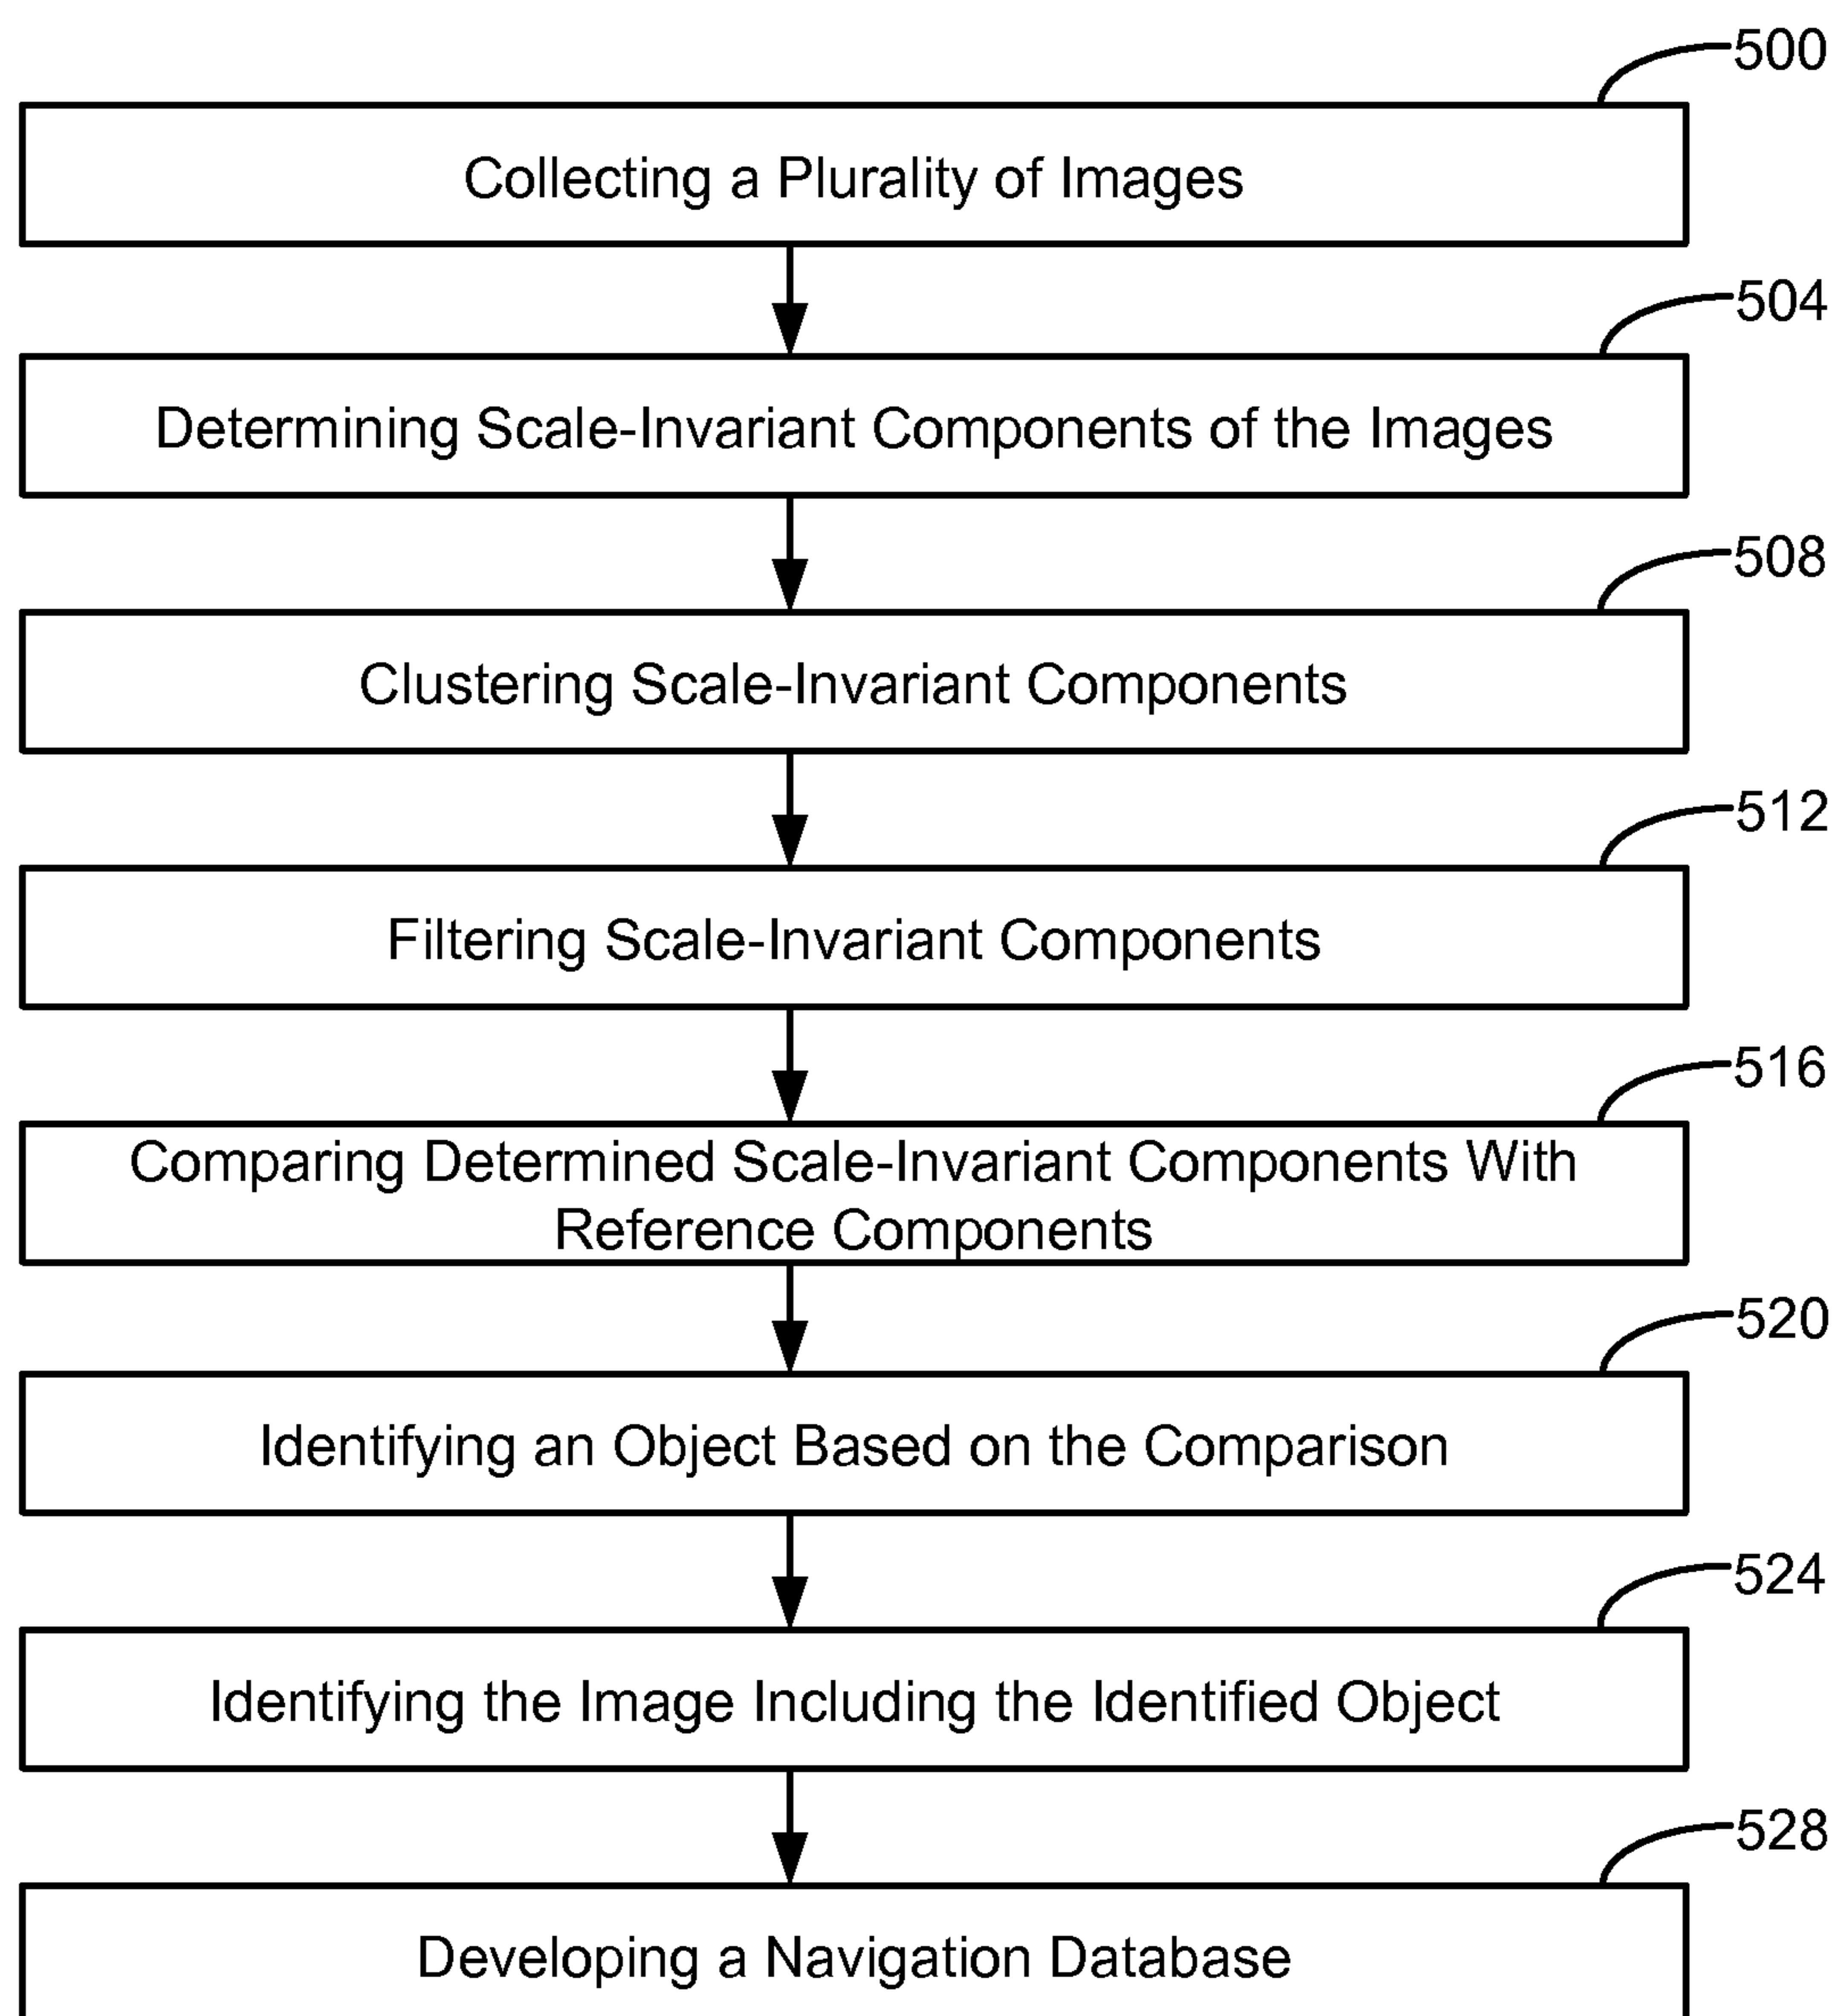 500
Collecting a Plurality of Images
504
Determining Scale-Invariant Components of the Images
508
Clustering Scale-Invariant Components
512
Filtering Scale-Invariant Components
516
Comparing Determined Scale-Invariant Components With
Reference Components
520
Identifying an Object Based on the Comparison
524
Identifying the Image Including the Identified Object
528
Developing a Navigation Database